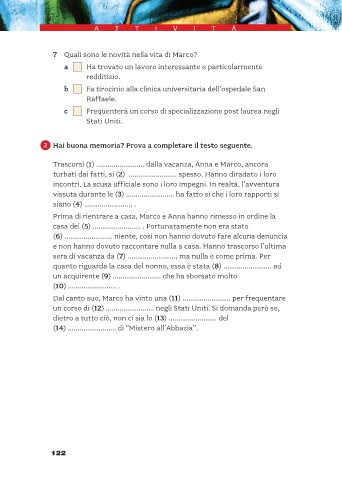 ATTIVITÀ
7 Quali sono le novità nella vita di Marco?
a Ha trovato un lavoro interessante e particolarmente
redditizio.
b Fa tirocinio alla clinica universitaria dell'ospedale San
Raffaele.
c Frequenterà un corso di specializzazione post laurea negli
Stati Uniti.
2 Hai buona memoria? Prova a completare il testo seguente.
Trascorsi (1) ........................ dalla vacanza, Anna e Marco, ancora
turbati dai fatti, si (2) ........................ spesso. Hanno diradato i loro
incontri. La scusa ufficiale sono i loro impegni. In realtà, l'avventura
vissuta durante le (3) ........................ ha fatto sì che i loro rapporti si
siano (4) ........................ .
Prima di rientrare a casa, Marco e Anna hanno rimesso in ordine la
casa del (5) ........................ . Fortunatamente non era stato
(6) ........................ niente, così non hanno dovuto fare alcuna denuncia
e non hanno dovuto raccontare nulla a casa. Hanno trascorso l'ultima
sera di vacanza da (7) ........................, ma nulla è come prima. Per
quanto riguarda la casa del nonno, essa è stata (8) ........................ ad
un acquirente (9) ........................ che ha sborsato molto
(10) ........................ .
Dal canto suo, Marco ha vinto una (11) ........................ per frequentare
un corso di (12) ........................ negli Stati Uniti. Si domanda però se,
dietro a tutto ciò, non ci sia lo (13) ........................ del
(14) ........................ di "Mistero all'Abbazia".
122